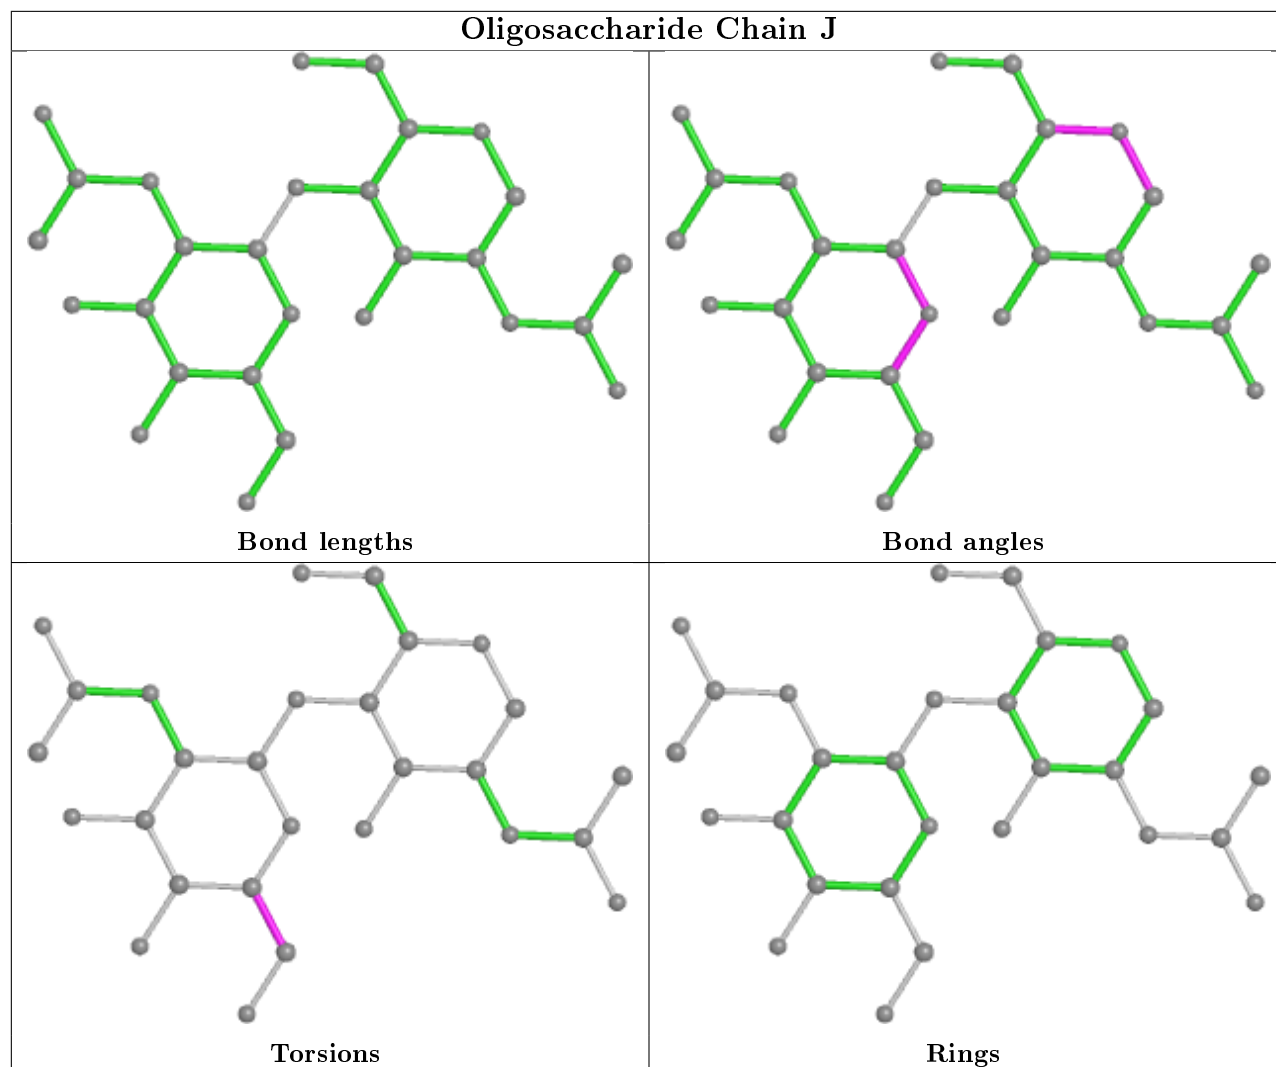 Oligosaccharide Chain J
Bond lengths
Bond angles
Torsions
Rings